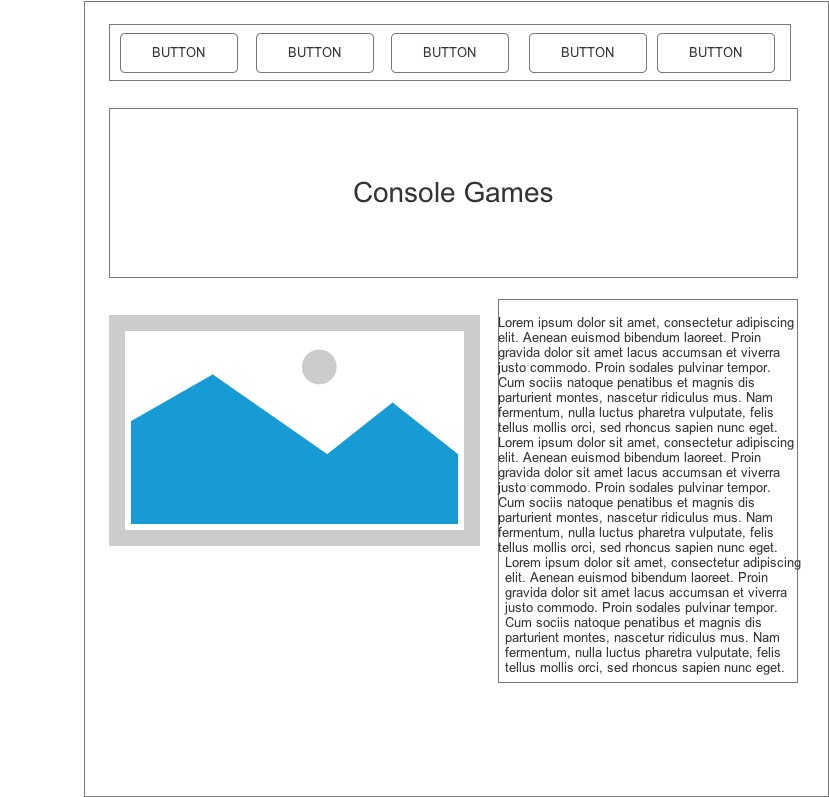 BUTTON BUTTON BUTTON BUTTON BUTTON
Console Games
Lorem ipsum dolor sit amet, consectetur adipiscing
elit. Aenean euismod bibendum laoreet. Proin
gravida dolor sit amet lacus accumsan et viverra
justo commodo. Proin sodales pulvinar tempor.
Cum sociis natoque penatibus et magnis dis
parturient montes, nascetur ridiculus mus. Nam
fermentum, nulla luctus pharetra vulputate, felis
tellus mollis orci, sed rhoncus sapien nunc eget.
Lorem ipsum dolor sit amet, consectetur adipiscing
elit. Aenean euismod bibendum laoreet. Proin
gravida dolor sit amet lacus accumsan et viverra
justo commodo. Proin sodales pulvinar tempor.
Cum sociis natoque penatibus et magnis dis
parturient montes, nascetur ridiculus mus. Nam
fermentum, nulla luctus pharetra vulputate, felis
tellus mollis orci, sed rhoncus sapien nunc eget.
Lorem ipsum dolor sit amet, consectetur adipiscing
elit. Aenean euismod bibendum laoreet. Proin
gravida dolor sit amet lacus accumsan et viverra
justo commodo. Proin sodales pulvinar tempor.
Cum sociis natoque penatibus et magnis dis
parturient montes, nascetur ridiculus mus. Nam
fermentum, nulla luctus pharetra vulputate, felis
tellus mollis orci, sed rhoncus sapien nunc eget.